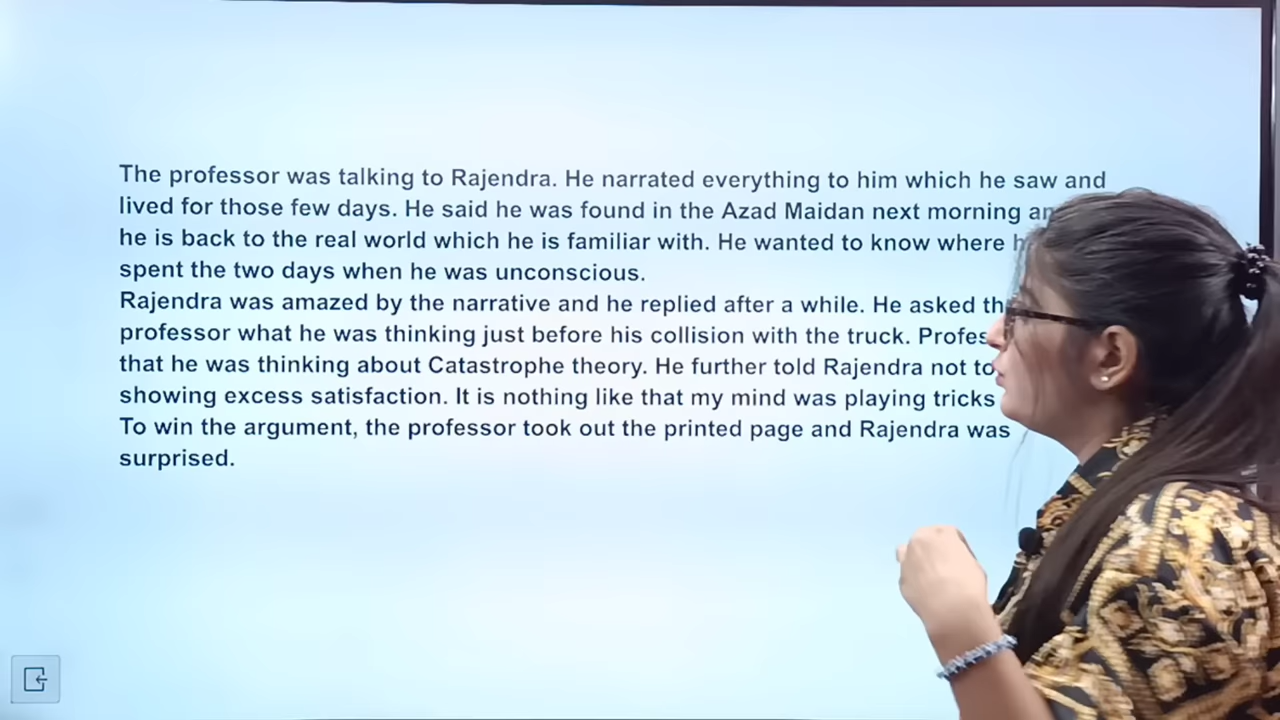 The professor was talking to Rajendra. He narrated everything to him which he saw and
lived for those few days. He said he was found in the Azad Maidan next morning
he is back to the real world which he is familiar with. He wanted to know where
spent the two days when he was unconscious.
Rajendra was amazed by the narrative and he replied after a while. He asked
professor what he was thinking just before his collision with the truck.
that he was thinking about Catastrophe theory. He further told Rajendra not to
showing excess satisfaction. It is nothing like that my mind was playing tricks
To win the argument, the professor took out the printed page and Rajendra was
surprised.